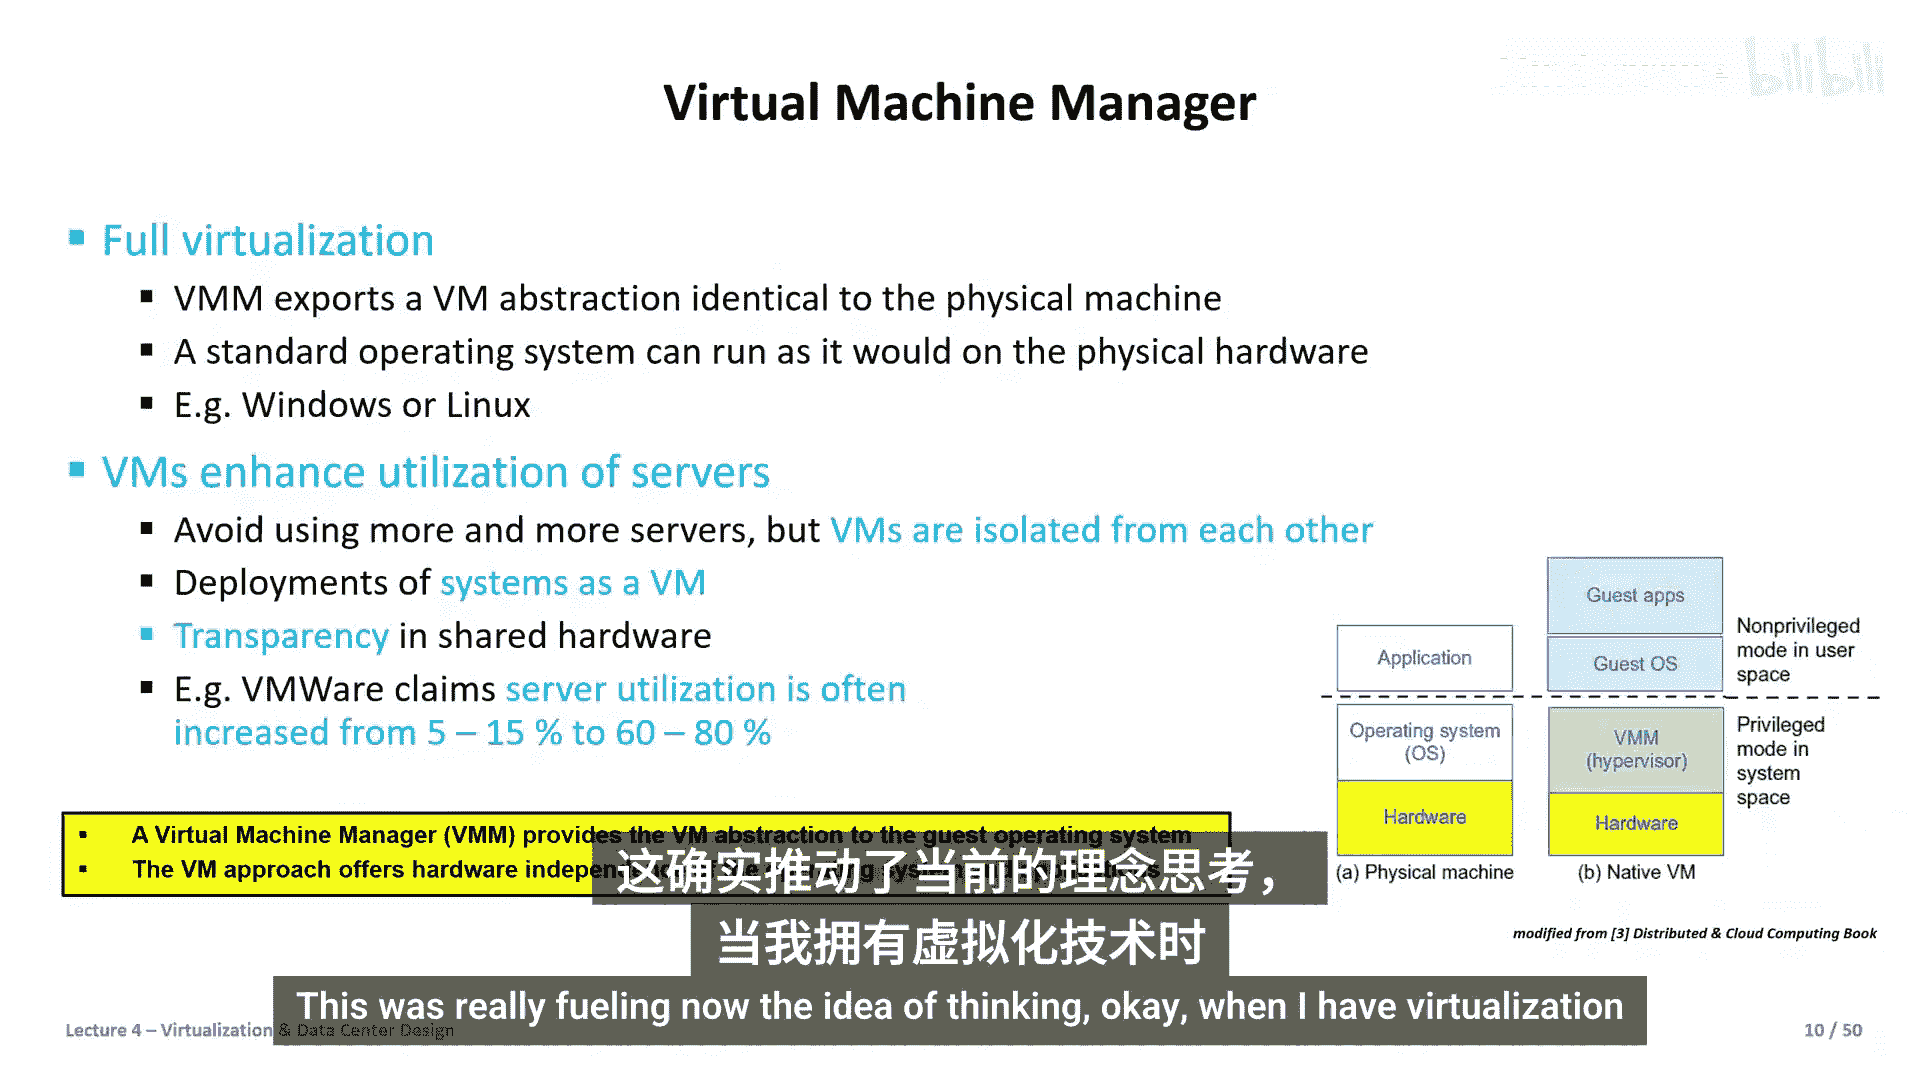 bilibili
Virtual Machine Manager
▪ Full virtualization
▪ VMM exports a VM abstraction identical to the physical machine
▪ A standard operating system can run as it would on the physical hardware
▪ E.g. Windows or Linux
▪ VMs enhance utilization of servers
▪ Avoid using more and more servers, but VMs are isolated from each other
▪ Deployments of systems as a VM
▪ Transparency in shared hardware
▪ E.g. VMWare claims server utilization is often
increased from 5 – 15 % to 60 – 80 %
▪ A Virtual Machine Manager (VMM) provides the VM abstraction to the guest operating system
▪ The VM approach offers hardware
Application
Operating system
(OS)
Hardware
(a) Physical machine
Guest apps
Guest OS
VMM
(hypervisor)
Hardware
(b) Native VM
Nonprivileged
mode in user
space
Privileged
mode in
system
space
modified from [3] Distributed & Cloud Computing Book
这确实推动了当前的理念思考，
当我拥有虚拟化技术时
This was really fueling now the idea of thinking, okay, when I have virtualization
Lecture 4 – Virtualization & Data Center Design
10 / 50